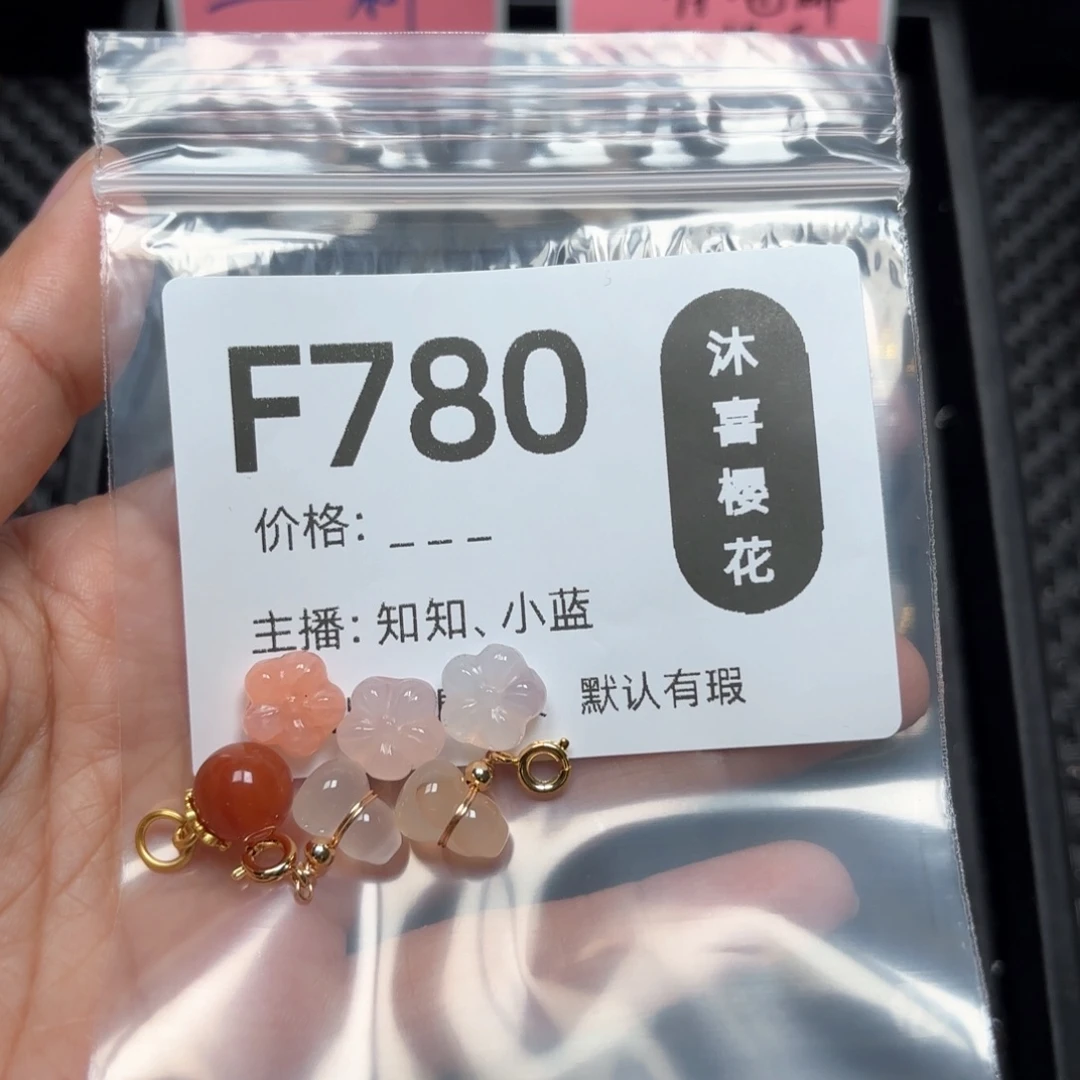 F780
沐喜樱花
价格: _ _ _
主播: 知知、小蓝
默认有瑕